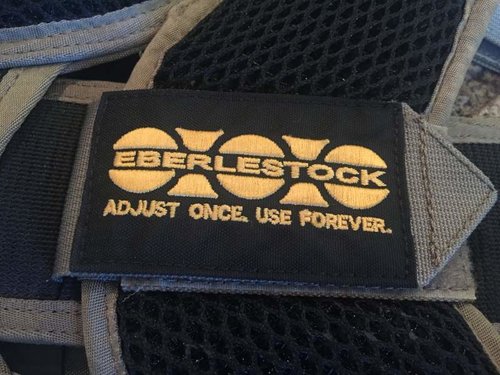 EBERLESTOCK
ADJUST ONCE. USE FOREVER.